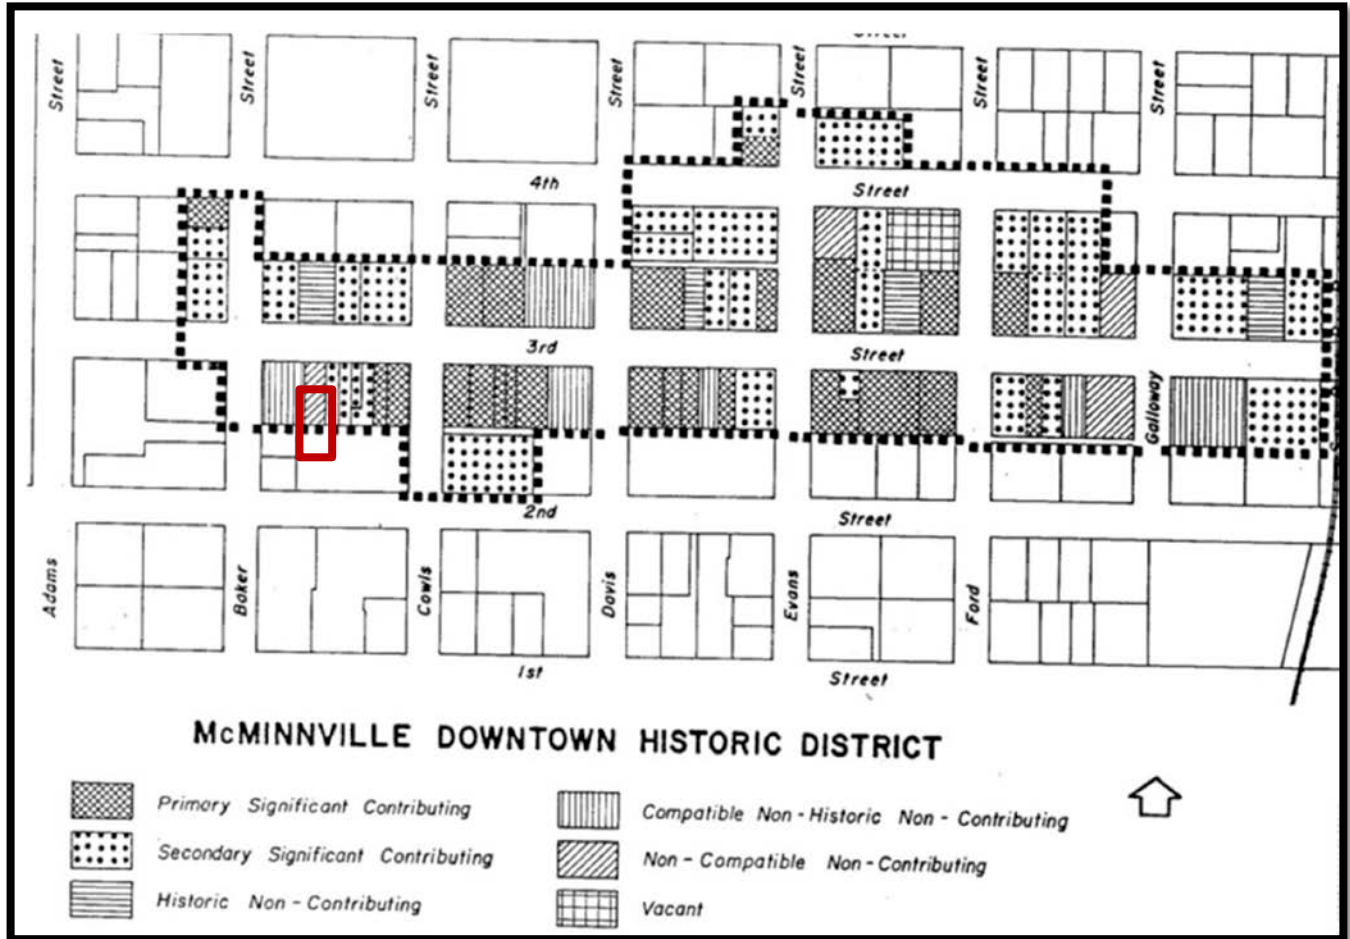 Street
Street
Street
Street
Street
Street
Street
4th
Street
3rd
Street
Galloway
2nd
Street
Adams
Baker
Cowls
Davis
Evans
Ford
1st
Street
McMINNVILLE DOWNTOWN HISTORIC DISTRICT
Primary Significant Contributing
Secondary Significant Contributing
Historic Non-Contributing
Compatible Non-Historic Non-Contributing
Non-Compatible Non-Contributing
Vacant